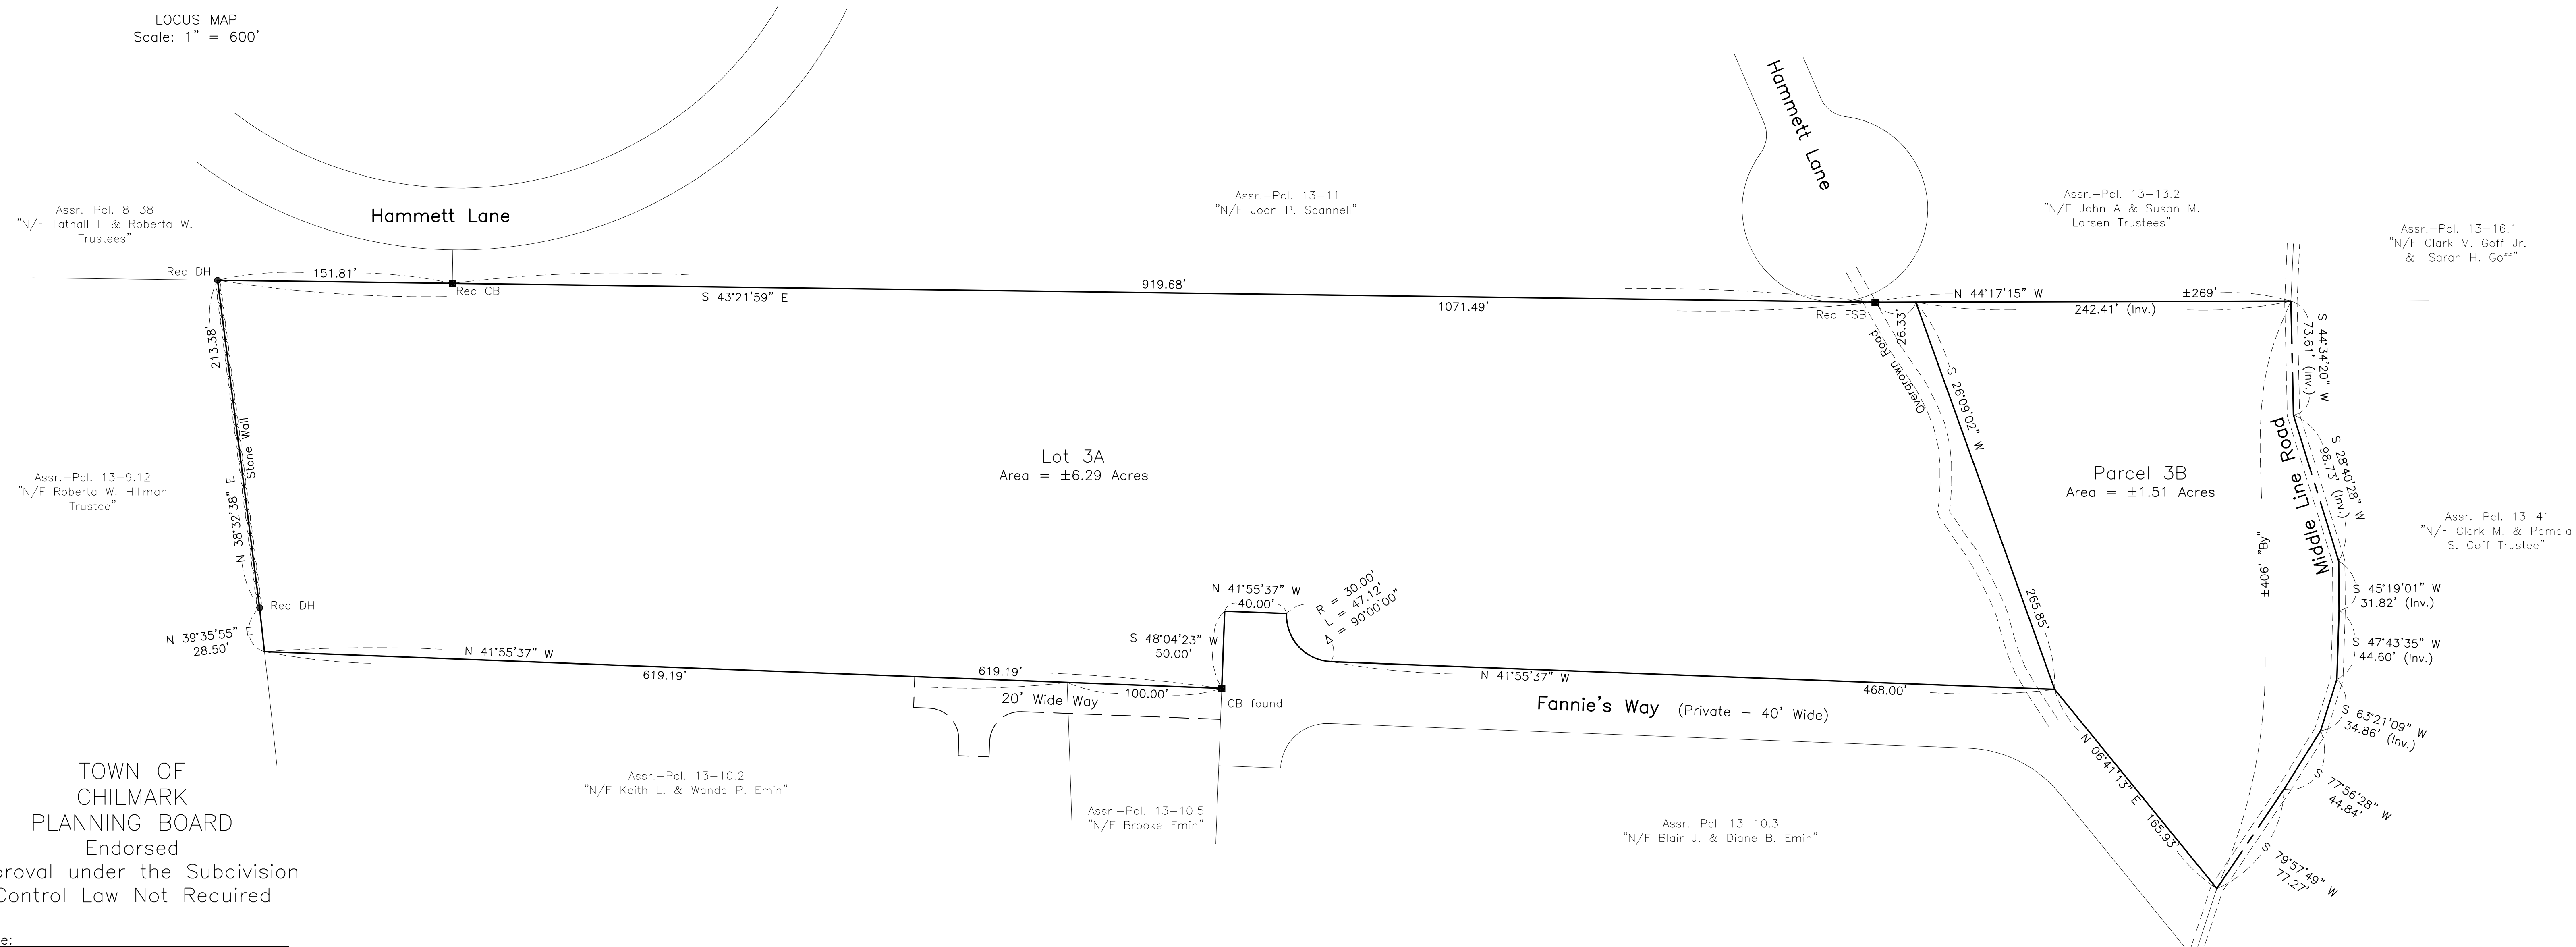 LOCUS MAP
Scale: 1" = 600'
Hammett Lane
Hammett Lane
Assr.-Pcl. 8-38
"N/F Tatnall L & Roberta W.
Trustees"
Assr.-Pcl. 13-11
"N/F Joan P. Scannell"
Assr.-Pcl. 13-13.2
"N/F John A & Susan M.
Larsen Trustees"
Assr.-Pcl. 13-16.1
"N/F Clark M. Goff Jr.
& Sarah H. Goff"
Rec DH
151.81'
Rec CB
S 43°21'59" E
919.68'
1071.49'
Rec FSB
26.33'
N 44°17'15" W
±269'
242.41' (Inv.)
213.38'
Stone Wall
N 38°32'38" E
Overgrown Road
S 26°09'02" W
265.85'
S 44°34'20" W
73.61' (Inv.)
S 28°40'28" W
98.73' (Inv.)
Middle Line Road
±406' "By"
Lot 3A
Area = ±6.29 Acres
Parcel 3B
Area = ±1.51 Acres
Assr.-Pcl. 13-9.12
"N/F Roberta W. Hillman
Trustee"
Assr.-Pcl. 13-41
"N/F Clark M. & Pamela
S. Goff Trustee"
Rec DH
N 39°35'55" E
28.50'
N 41°55'37" W
619.19'
619.19'
100.00'
20' Wide Way
S 48°04'23" W
50.00'
N 41°55'37" W
40.00'
R = 30.00'
L = 47.12'
Δ = 90°00'00"
CB found
N 41°55'37" W
468.00'
Fannie's Way (Private - 40' Wide)
S 45°19'01" W
31.82' (Inv.)
S 47°43'35" W
44.60' (Inv.)
S 63°21'09" W
34.86' (Inv.)
S 77°56'28" W
44.84'
S 79°57'49" W
77.27'
N 06°41'13" E
165.93'
Assr.-Pcl. 13-10.2
"N/F Keith L. & Wanda P. Emin"
Assr.-Pcl. 13-10.5
"N/F Brooke Emin"
Assr.-Pcl. 13-10.3
"N/F Blair J. & Diane B. Emin"
TOWN OF
CHILMARK
PLANNING BOARD
Endorsed
proval under the Subdivision
Control Law Not Required
e: